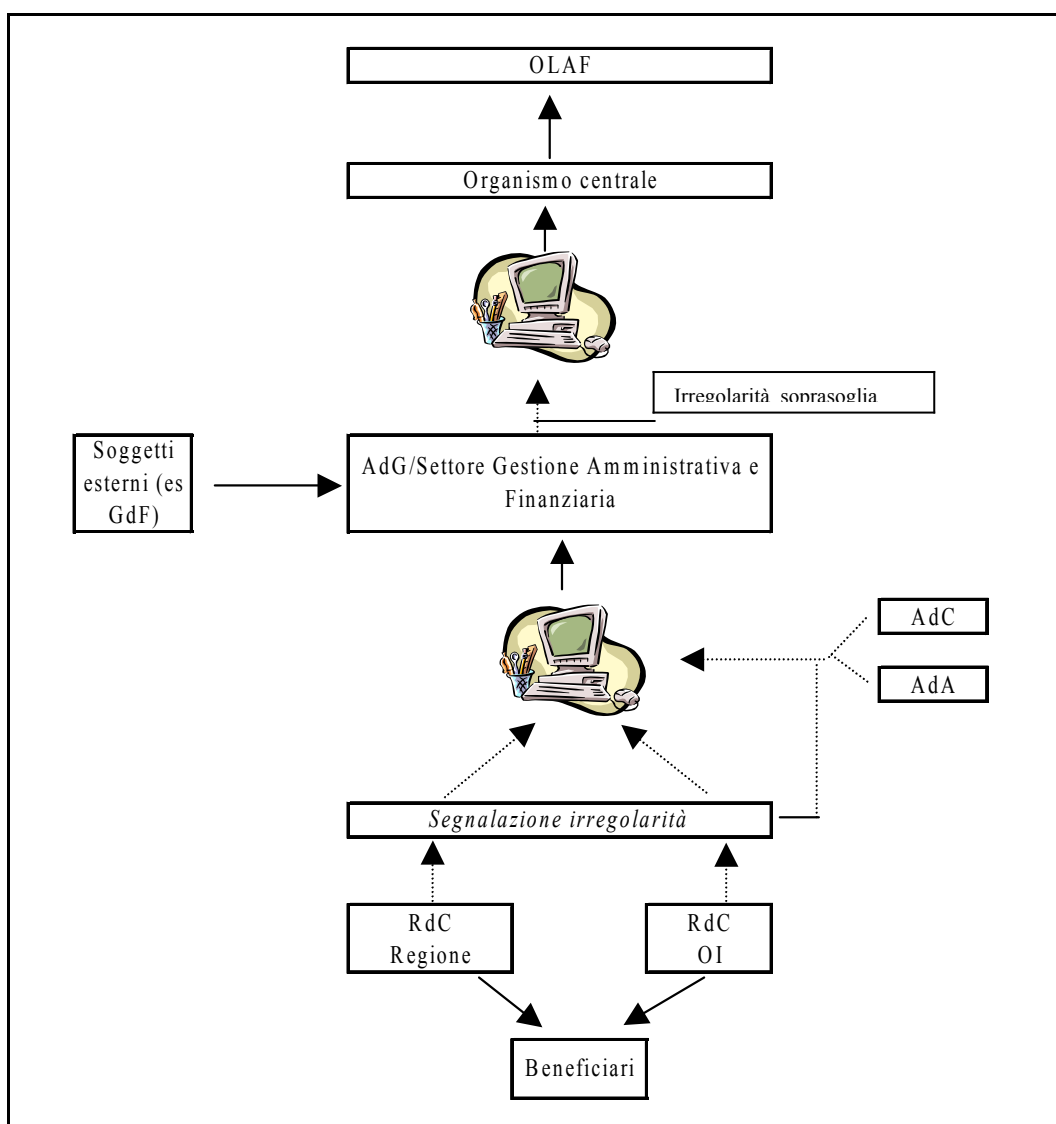 OLAF
Organismo centrale
Irregolarità soprasoglia
Soggetti
esterni (es
GdF)
AdG/Settore Gestione Amministrativa e
Finanziaria
AdC
AdA
Segnalazione irregolarità
RdC
Regione
RdC
OI
Beneficiari